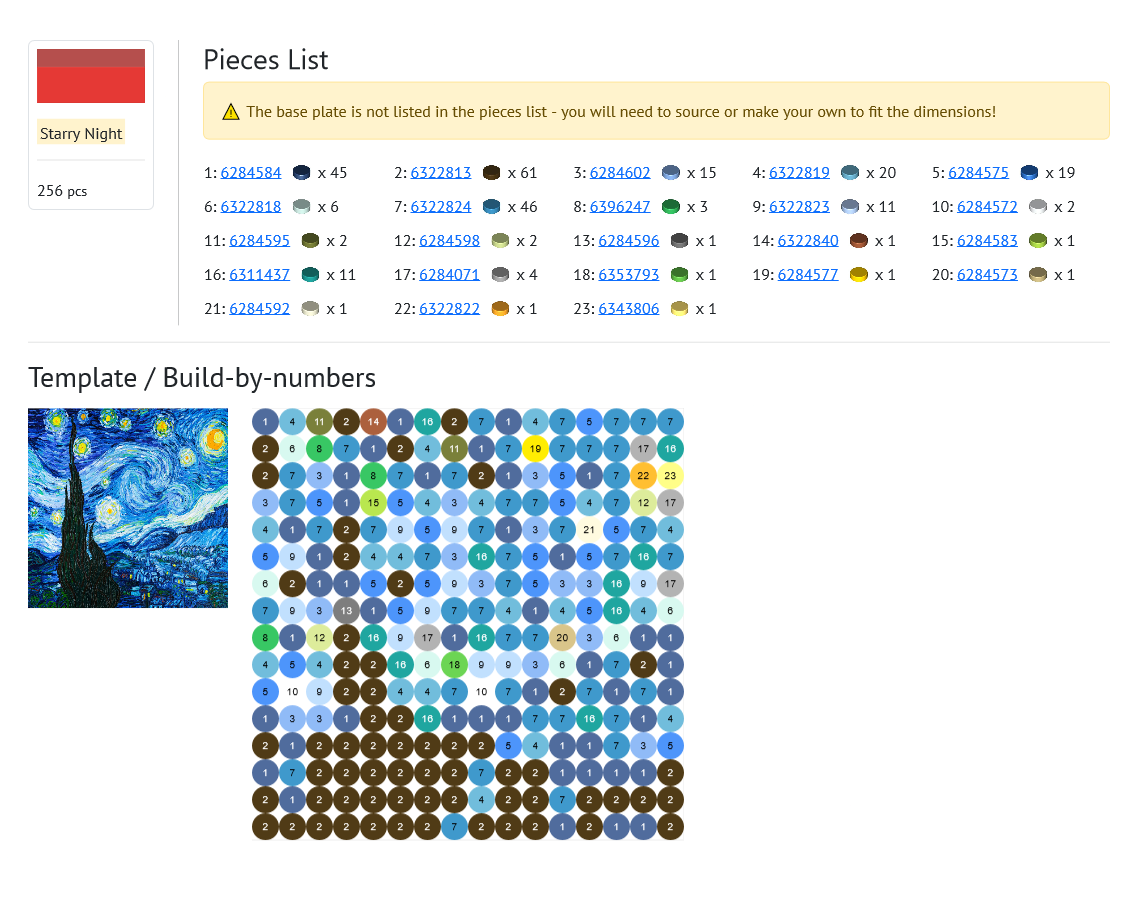 Pieces List
⚠ The base plate is not listed in the pieces list - you will need to source or make your own to fit the dimensions!
Starry Night
256 pcs
1: 6284584 x 45 2: 6322813 x 61 3: 6284602 x 15 4: 6322819 x 20 5: 6284575 x 19
6: 6322818 x 6 7: 6322824 x 46 8: 6396247 x 3 9: 6322823 x 11 10: 6284572 x 2
11: 6284595 x 2 12: 6284598 x 2 13: 6284596 x 1 14: 6322840 x 1 15: 6284583 x 1
16: 6311437 x 11 17: 6284071 x 4 18: 6353793 x 1 19: 6284577 x 1 20: 6284573 x 1
21: 6284592 x 1 22: 6322822 x 1 23: 6343806 x 1
Template / Build-by-numbers
1 4 11 2 14 1 16 2 7 1 4 7 5 7 7 7
2 6 8 7 1 2 4 11 1 7 19 7 7 7 17 16
2 7 3 1 8 7 1 7 2 1 3 5 1 7 22 23
3 7 5 1 15 5 4 3 4 7 7 5 4 7 12 17
4 1 7 2 7 9 5 9 7 1 3 7 21 5 7 4
5 9 1 2 4 4 7 3 16 7 5 1 5 7 16 7
6 2 1 1 5 2 5 9 3 7 5 3 3 16 9 17
7 9 3 13 1 5 9 7 7 4 1 4 5 16 4 6
8 1 12 2 16 9 17 1 16 7 7 20 3 6 1 1
4 5 4 2 2 16 6 18 9 9 3 6 1 7 2 1
5 10 9 2 2 4 4 7 10 7 1 2 7 1 7 1
1 3 3 1 2 2 16 1 1 1 7 7 16 7 1 4
2 1 2 2 2 2 2 2 2 5 4 1 1 7 3 5
1 7 2 2 2 2 2 2 7 2 2 1 1 1 1 2
2 1 2 2 2 2 2 2 4 2 2 7 2 2 2 2
2 2 2 2 2 2 2 7 2 2 2 1 2 1 1 2